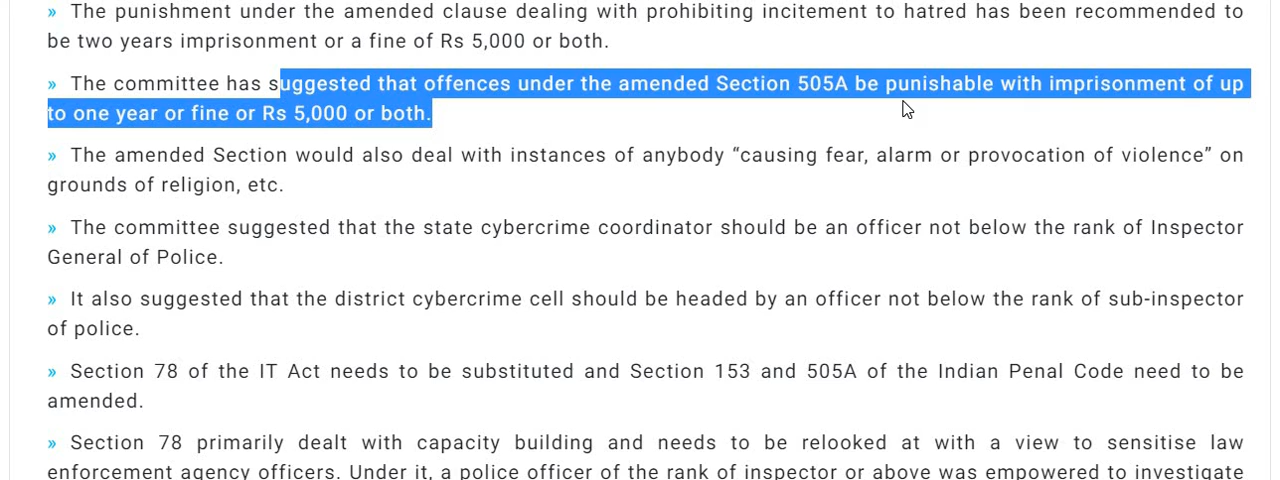 » The punishment under the amended clause dealing with prohibiting incitement to hatred has been recommended to
be two years imprisonment or a fine of Rs 5,000 or both.
» The committee has suggested that offences under the amended Section 505A be punishable with imprisonment of up
to one year or fine or Rs 5,000 or both.
» The amended Section would also deal with instances of anybody “causing fear, alarm or provocation of violence” on
grounds of religion, etc.
» The committee suggested that the state cybercrime coordinator should be an officer not below the rank of Inspector
General of Police.
» It also suggested that the district cybercrime cell should be headed by an officer not below the rank of sub-inspector
of police.
» Section 78 of the IT Act needs to be substituted and Section 153 and 505A of the Indian Penal Code need to be
amended.
» Section 78 primarily dealt with capacity building and needs to be relooked at with a view to sensitise law
enforcement agency officers. Under it, a police officer of the rank of inspector or above was empowered to investigate